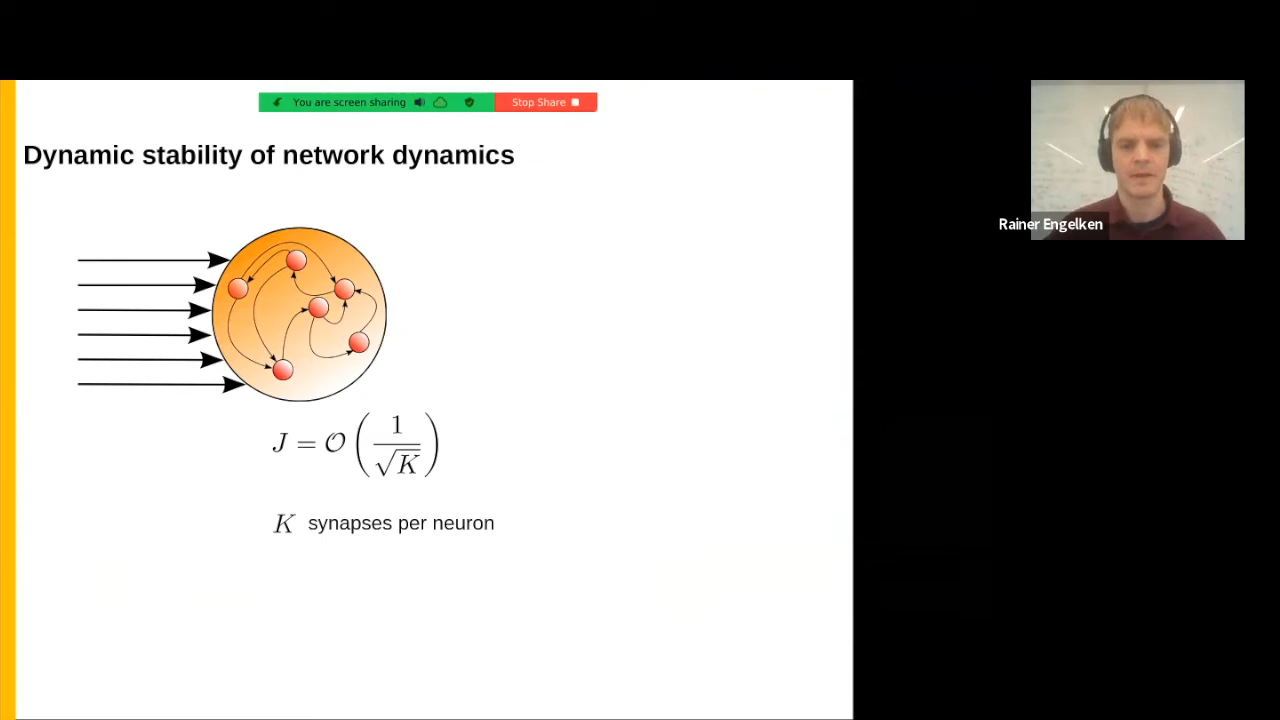 You are screen sharing
Stop Share
Dynamic stability of network dynamics
J = 𝒪(1/√K)
K synapses per neuron
Rainer Engelken